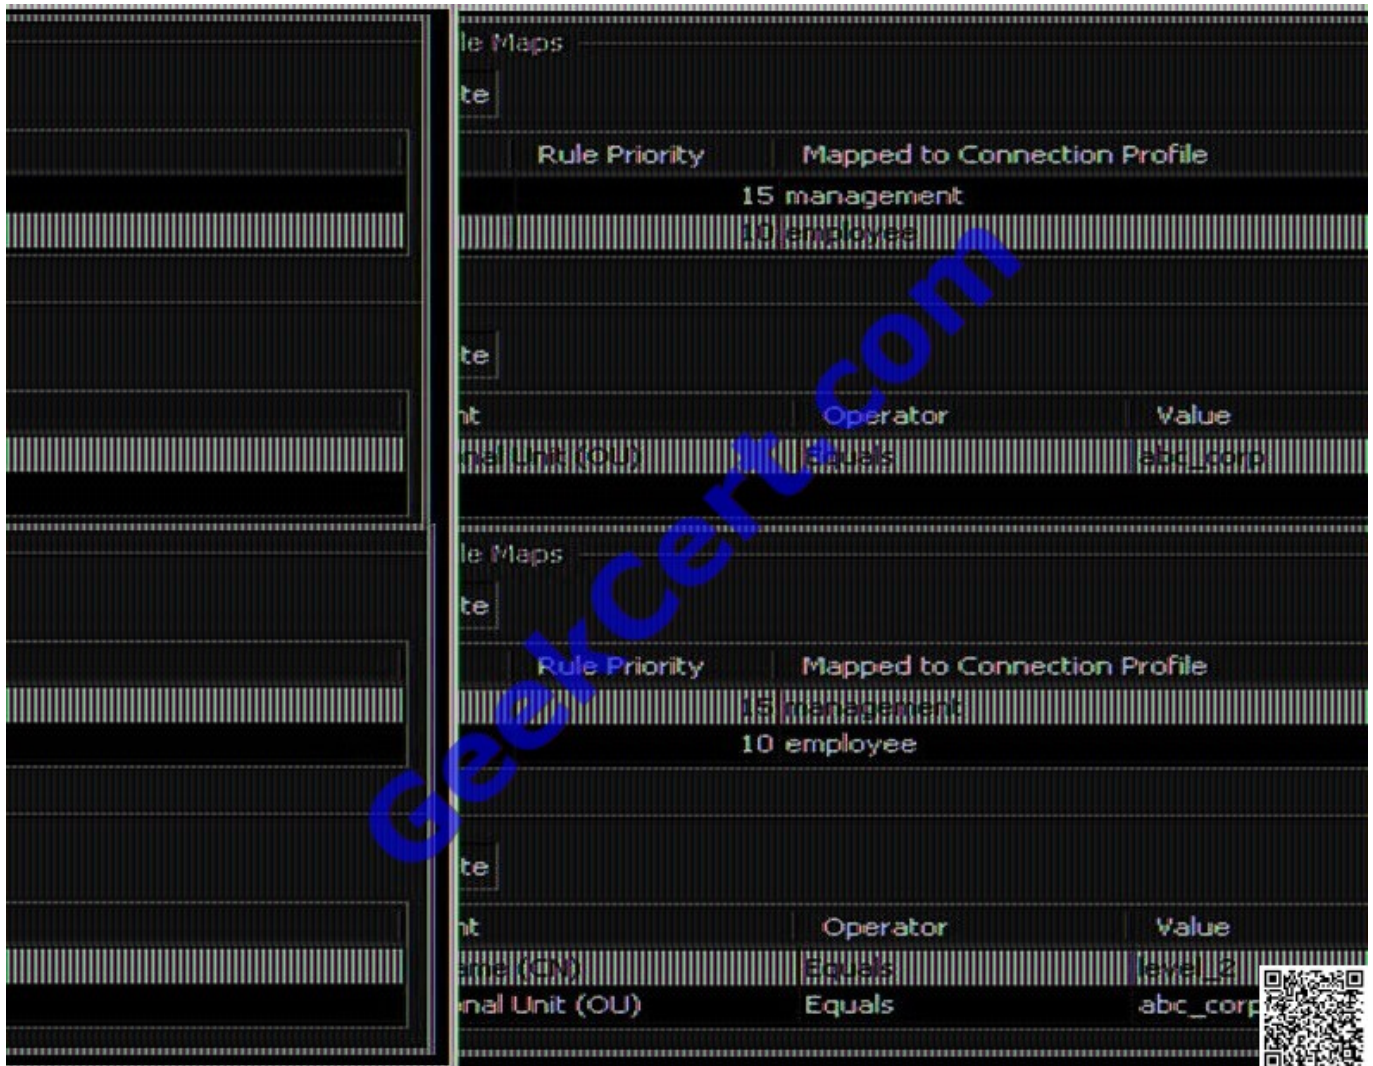 le Maps
te
Rule Priority Mapped to Connection Profile
15 management
10 employee
te
nt Operator Value
nal Unit (OU) Equals abc_corp
le Maps
te
Rule Priority Mapped to Connection Profile
15 management
10 employee
te
nt Operator Value
ame (CN) Equals level_2
nal Unit (OU) Equals abc_corp
GeekCert.com